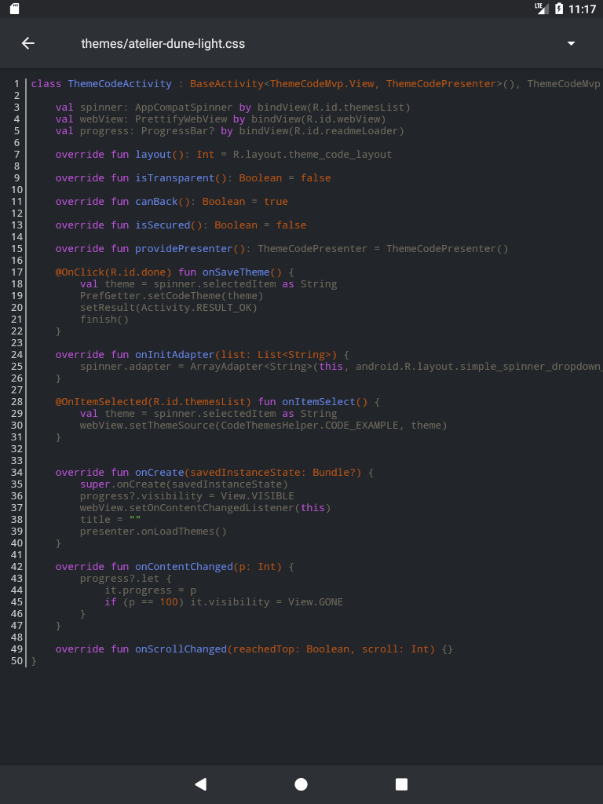 LTE 11:17
themes/atelier-dune-light.css
1 class ThemeCodeActivity : BaseActivity<ThemeCodeMvp.View, ThemeCodePresenter>(), ThemeCodeMvp
2
3     val spinner: AppCompatSpinner by bindView(R.id.themesList)
4     val webView: PrettifyWebView by bindView(R.id.webView)
5     val progress: ProgressBar? by bindView(R.id.readmeLoader)
6
7     override fun layout(): Int = R.layout.theme_code_layout
8
9     override fun isTransparent(): Boolean = false
10
11     override fun canBack(): Boolean = true
12
13     override fun isSecured(): Boolean = false
14
15     override fun providePresenter(): ThemeCodePresenter = ThemeCodePresenter()
16
17     @OnClick(R.id.done) fun onSaveTheme() {
18         val theme = spinner.selectedItem as String
19         PrefGetter.setCodeTheme(theme)
20         setResult(Activity.RESULT_OK)
21         finish()
22     }
23
24     override fun onInitAdapter(list: List<String>) {
25         spinner.adapter = ArrayAdapter<String>(this, android.R.layout.simple_spinner_dropdown_
26     }
27
28     @OnItemSelected(R.id.themesList) fun onItemSelect() {
29         val theme = spinner.selectedItem as String
30         webView.setThemeSource(CodeThemesHelper.CODE_EXAMPLE, theme)
31     }
32
33
34     override fun onCreate(savedInstanceState: Bundle?) {
35         super.onCreate(savedInstanceState)
36         progress?.visibility = View.VISIBLE
37         webView.setOnContentChangedListener(this)
38         title = ""
39         presenter.onLoadThemes()
40     }
41
42     override fun onContentChanged(p: Int) {
43         progress?.let {
44             it.progress = p
45             if (p == 100) it.visibility = View.GONE
46         }
47     }
48
49     override fun onScrollChanged(reachedTop: Boolean, scroll: Int) {}
50 }